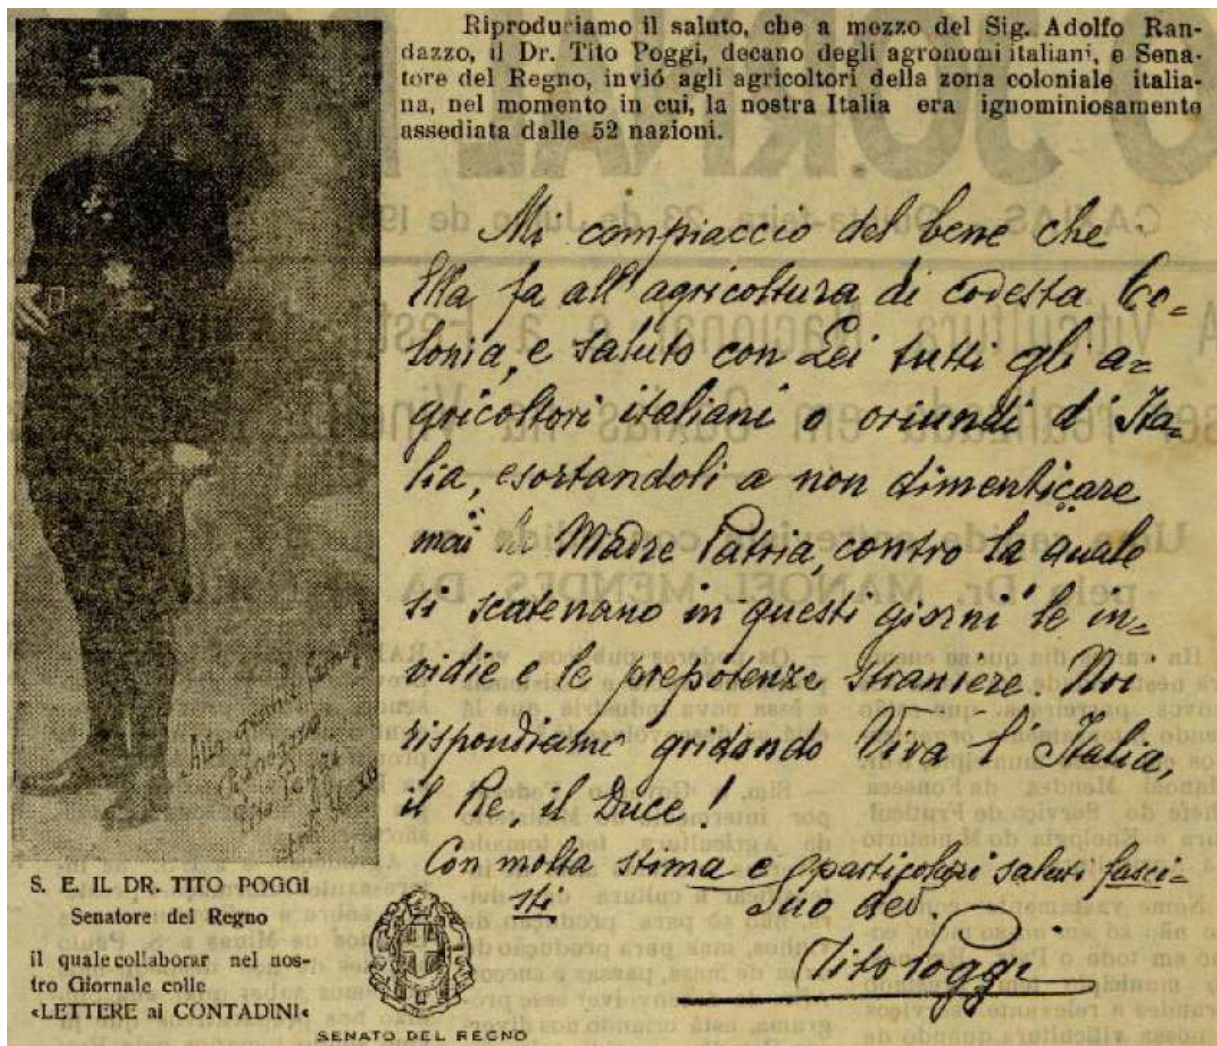 Riproduciamo il saluto, che a mezzo del Sig. Adolfo Ran-
dazzo, il Dr. Tito Poggi, decano degli agronomi italiani, e Sena-
tore del Regno, invió agli agricoltori della zona coloniale italia-
na, nel momento in cui, la nostra Italia era ignominiosamente
assediata dalle 52 nazioni.
Mi compiaccio del bene che
Ella fa all'agricoltura di codesta Co-
lonia, e saluto con Lei tutti gli a-
gricoltori italiani o oriundi d'Ita-
lia, esortandoli a non dimenticare
mai la Madre Patria, contro la quale
si scatenano in questi giorni le in-
vidie e le prepotenze straniere. Noi
rispondiamo gridando Viva l'Italia,
il Re, il Duce!
Con molta stima e particolari saluti fasci-
sti
Suo dev.
Tito Poggi
Randazzo
S. E. IL DR. TITO POGGI
Senatore del Regno
il quale collaborar nel nos-
tro Giornale colle
«LETTERE ai CONTADINI«
SENATO DEL REGNO